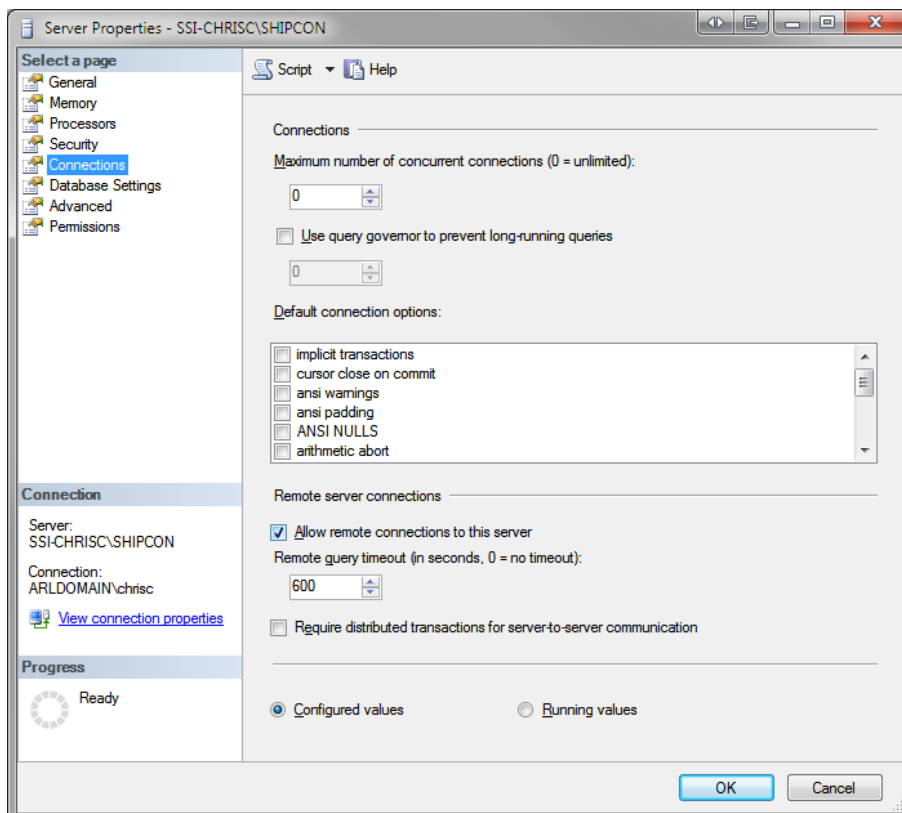 Server Properties - SSI-CHRISC\SHIPCON
Select a page
General
Memory
Processors
Security
Connections
Database Settings
Advanced
Permissions
Script
Help
Connections
Maximum number of concurrent connections (0 = unlimited):
0
Use query governor to prevent long-running queries
0
Default connection options:
implicit transactions
cursor close on commit
ansi warnings
ansi padding
ANSI NULLS
arithmetic abort
Remote server connections
Allow remote connections to this server
Remote query timeout (in seconds, 0 = no timeout):
600
Require distributed transactions for server-to-server communication
Configured values
Running values
Connection
Server:
SSI-CHRISC\SHIPCON
Connection:
ARLDOMAIN\chrisc
View connection properties
Progress
Ready
OK
Cancel